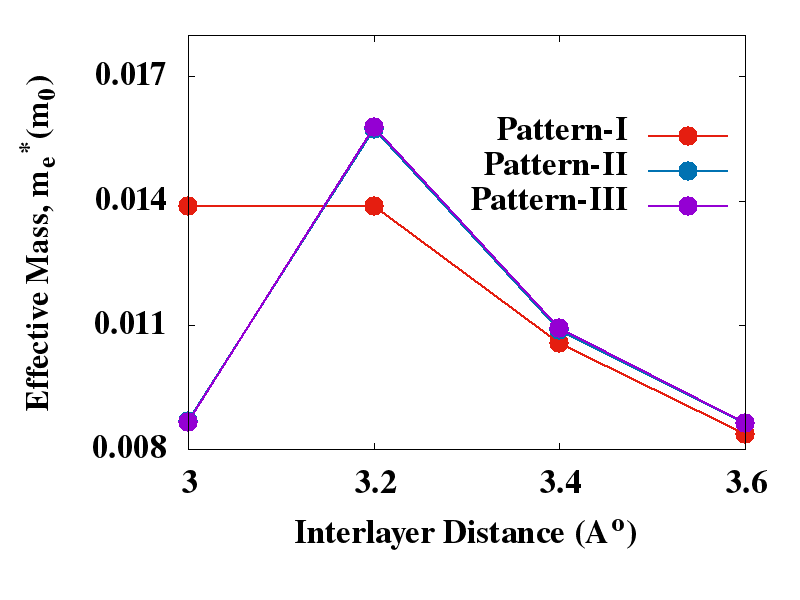 Effective Mass, mₑ* (m₀)
0.017
0.014
0.011
0.008
Pattern-I
Pattern-II
Pattern-III
3 3.2 3.4 3.6
Interlayer Distance (Aᵒ)